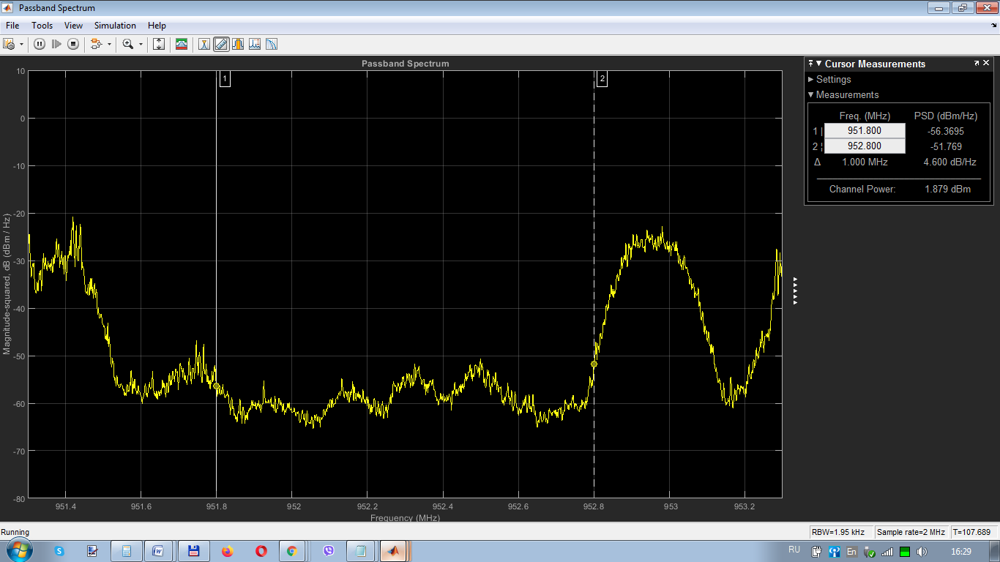 Passband Spectrum
File Tools View Simulation Help
Passband Spectrum
1
2
10
0
-10
-20
-30
-40
-50
-60
-70
-80
Magnitude-squared, dB (dBm / Hz)
951.4 951.6 951.8 952 952.2 952.4 952.6 952.8 953 953.2
Frequency (MHz)
Cursor Measurements
Settings
Measurements
Freq. (MHz) PSD (dBm/Hz)
1 | 951.800 -56.3695
2 ¦ 952.800 -51.769
Δ 1.000 MHz 4.600 dB/Hz
Channel Power: 1.879 dBm
Running RBW=1.95 kHz Sample rate=2 MHz T=107.689
RU En 16:29